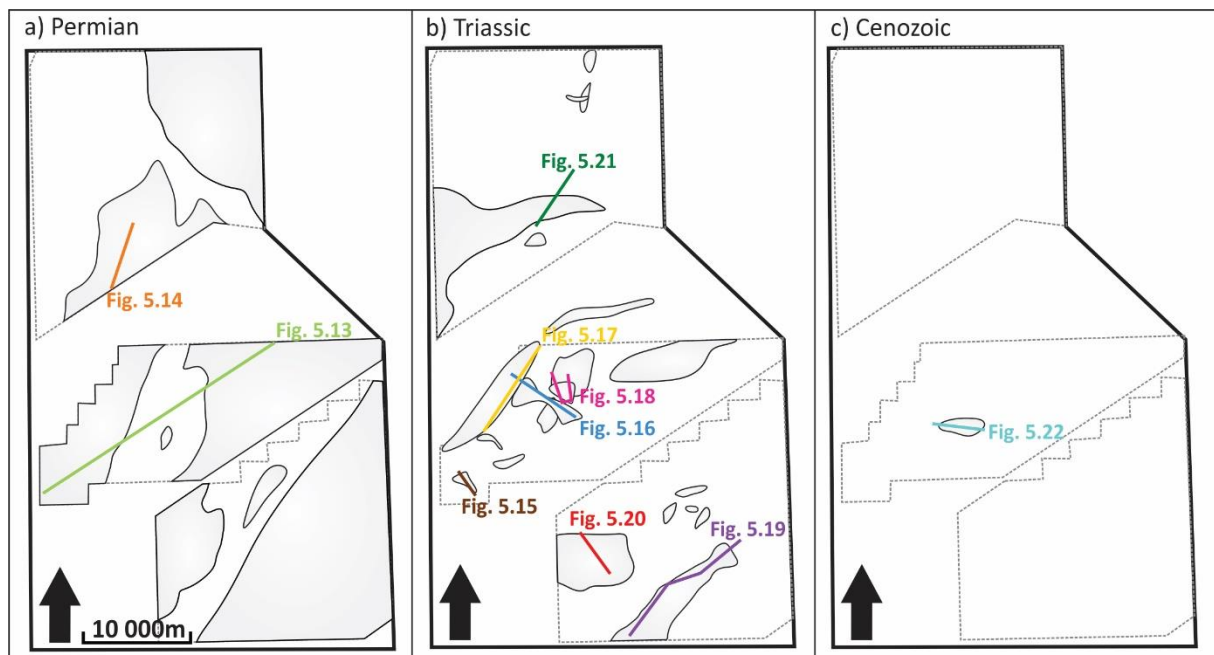 a) Permian
Fig. 5.14
Fig. 5.13
10 000m
b) Triassic
Fig. 5.21
Fig. 5.17
Fig. 5.18
Fig. 5.16
Fig. 5.15
Fig. 5.20
Fig. 5.19
c) Cenozoic
Fig. 5.22